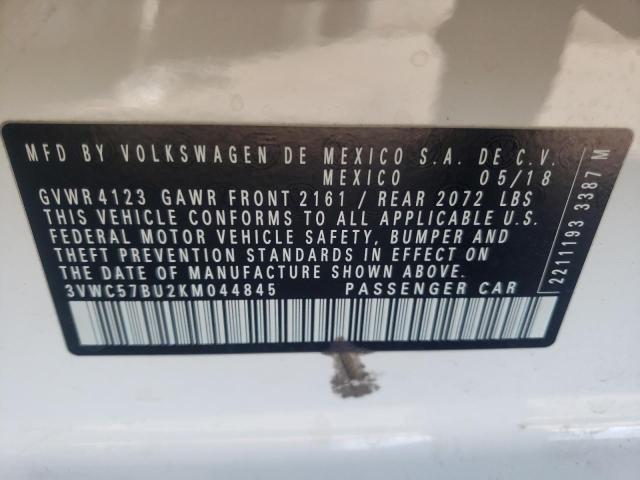 MFD BY VOLKSWAGEN DE MEXICO S.A. DE C.V.
MEXICO 05/18
GVWR 4123 GAWR FRONT 2161 / REAR 2072 LBS
THIS VEHICLE CONFORMS TO ALL APPLICABLE U.S.
FEDERAL MOTOR VEHICLE SAFETY, BUMPER AND
THEFT PREVENTION STANDARDS IN EFFECT ON
THE DATE OF MANUFACTURE SHOWN ABOVE.
3VWC57BU2KM044845 PASSENGER CAR
2211193 3387 M